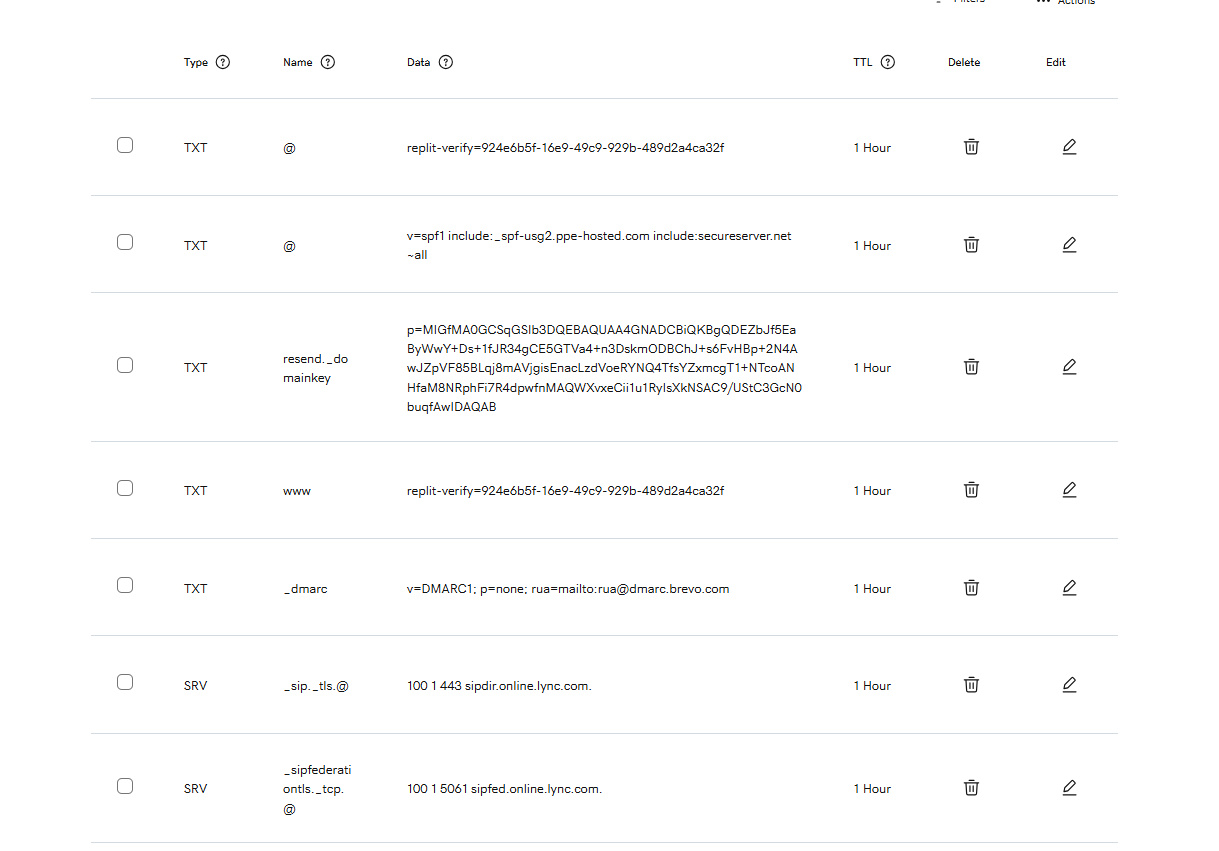 Filters
Actions
Type
Name
Data
TTL
Delete
Edit
TXT
@
replit-verify=924e6b5f-16e9-49c9-929b-489d2a4ca32f
1 Hour
TXT
@
v=spf1 include:_spf-usg2.ppe-hosted.com include:secureserver.net
~all
1 Hour
TXT
resend._do
mainkey
p=MIGfMA0GCSqGSIb3DQEBAQUAA4GNADCBiQKBgQDEZbJf5Ea
ByWwY+Ds+1fJR34gCE5GTVa4+n3DskmODBChJ+s6FvHBp+2N4A
wJZpVF85BLqj8mAVjgisEnacLzdVoeRYNQ4TfsYZxmcgT1+NTcoAN
HfaM8NRphFi7R4dpwfnMAQWXvxeCii1u1RyIsXkNSAC9/UStC3GcN0
buqfAwIDAQAB
1 Hour
TXT
www
replit-verify=924e6b5f-16e9-49c9-929b-489d2a4ca32f
1 Hour
TXT
_dmarc
v=DMARC1; p=none; rua=mailto:rua@dmarc.brevo.com
1 Hour
SRV
_sip._tls.@
100 1 443 sipdir.online.lync.com.
1 Hour
SRV
_sipfederati
ontls._tcp.
@
100 1 5061 sipfed.online.lync.com.
1 Hour